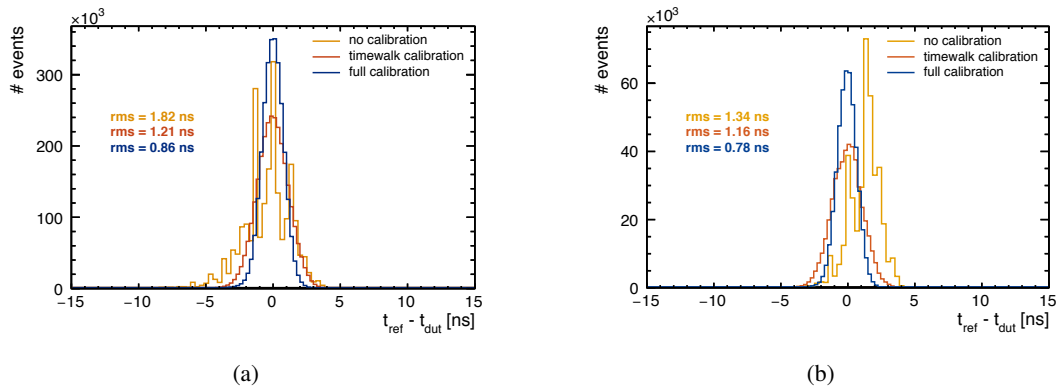 ×10³
# events
300
200
100
0
no calibration
timewalk calibration
full calibration
rms = 1.82 ns
rms = 1.21 ns
rms = 0.86 ns
−15 −10 −5 0 5 10 15
t_ref - t_dut [ns]
(a)
×10³
# events
60
40
20
0
no calibration
timewalk calibration
full calibration
rms = 1.34 ns
rms = 1.16 ns
rms = 0.78 ns
−15 −10 −5 0 5 10 15
t_ref - t_dut [ns]
(b)